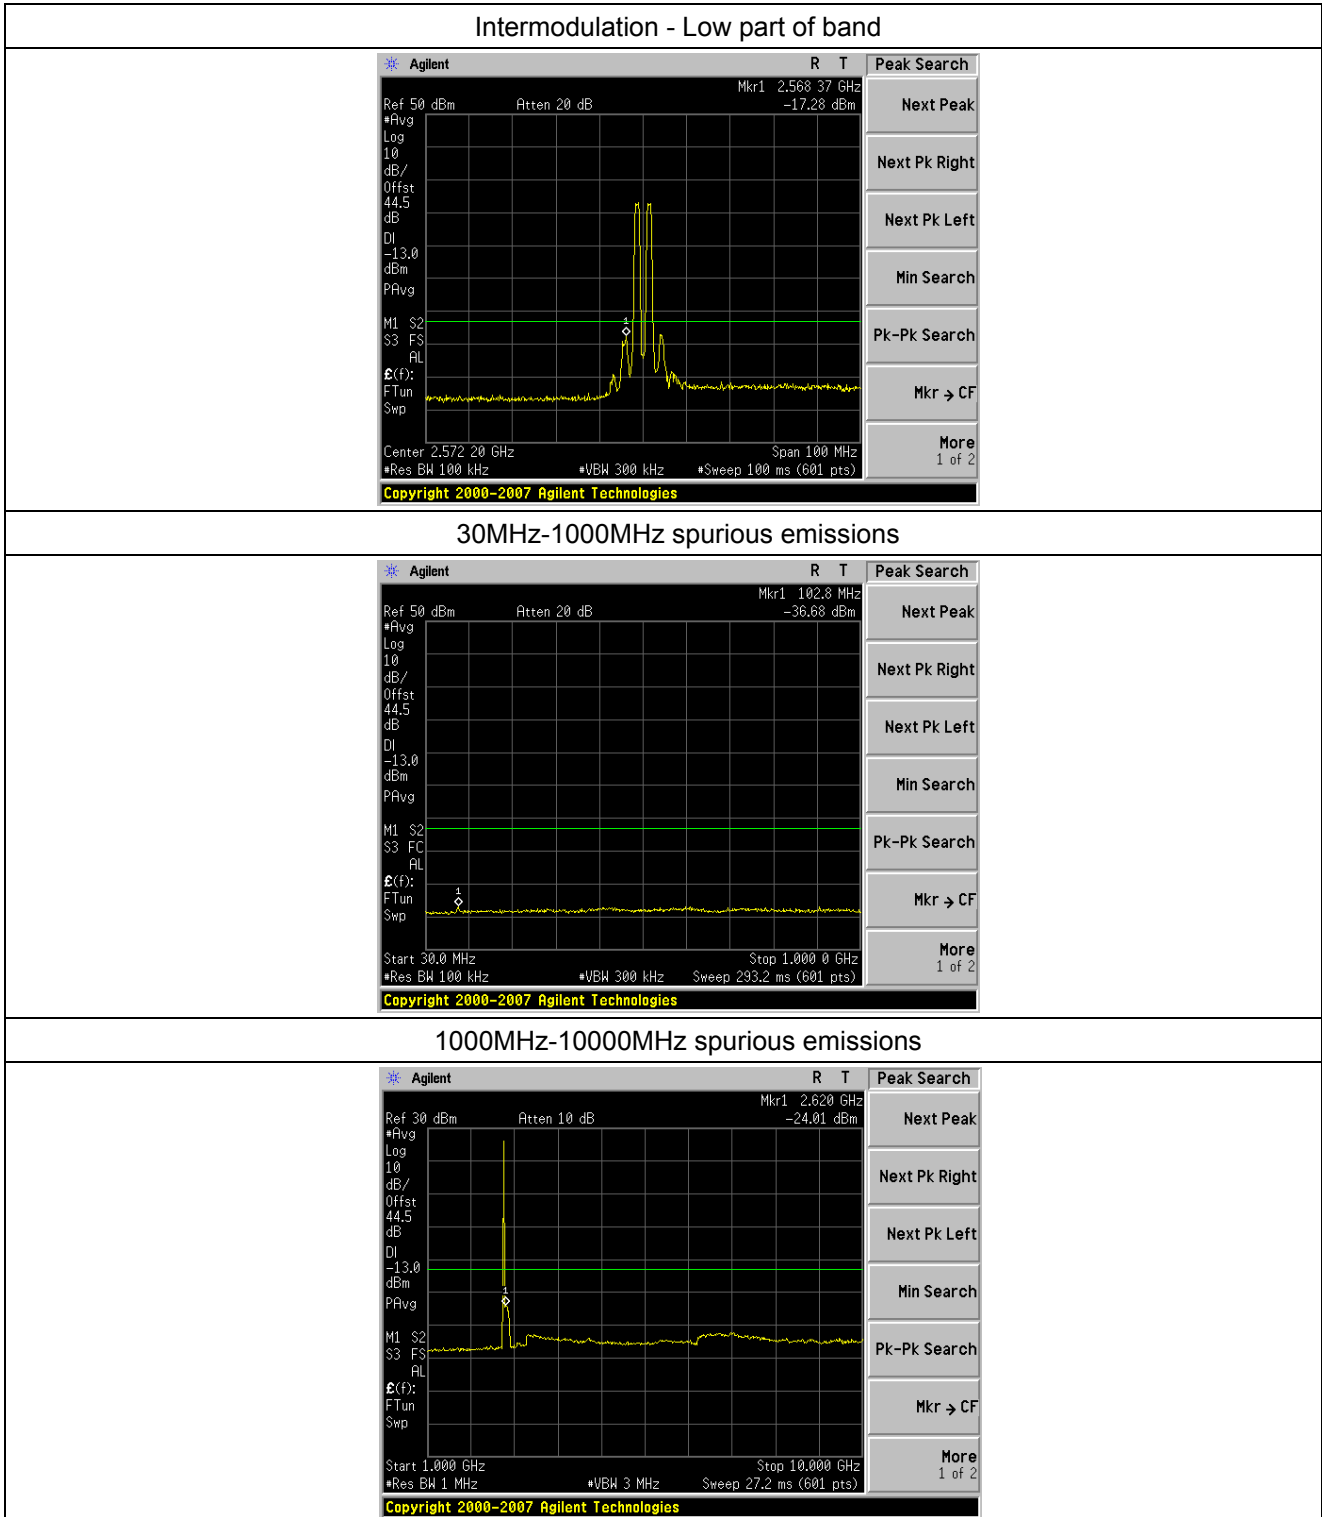 Intermodulation - Low part of band
Agilent R T Peak Search
Mkr1 2.568 37 GHz
Ref 50 dBm Atten 20 dB -17.28 dBm
#Avg
Log
10
dB/
Offst
44.5
dB
DI
-13.0
dBm
PAvg
M1 S2
S3 FS
AL
£(f):
FTun
Swp
1
Center 2.572 20 GHz Span 100 MHz
#Res BW 100 kHz #VBW 300 kHz #Sweep 100 ms (601 pts)
Copyright 2000-2007 Agilent Technologies
Next Peak
Next Pk Right
Next Pk Left
Min Search
Pk-Pk Search
Mkr → CF
More
1 of 2
30MHz-1000MHz spurious emissions
Agilent R T Peak Search
Mkr1 102.8 MHz
Ref 50 dBm Atten 20 dB -36.68 dBm
#Avg
Log
10
dB/
Offst
44.5
dB
DI
-13.0
dBm
PAvg
M1 S2
S3 FC
AL
£(f):
FTun
Swp
1
Start 30.0 MHz Stop 1.000 0 GHz
#Res BW 100 kHz #VBW 300 kHz Sweep 293.2 ms (601 pts)
Copyright 2000-2007 Agilent Technologies
Next Peak
Next Pk Right
Next Pk Left
Min Search
Pk-Pk Search
Mkr → CF
More
1 of 2
1000MHz-10000MHz spurious emissions
Agilent R T Peak Search
Mkr1 2.620 GHz
Ref 30 dBm Atten 10 dB -24.01 dBm
#Avg
Log
10
dB/
Offst
44.5
dB
DI
-13.0
dBm
PAvg
M1 S2
S3 FS
AL
£(f):
FTun
Swp
1
Start 1.000 GHz Stop 10.000 GHz
#Res BW 1 MHz #VBW 3 MHz Sweep 27.2 ms (601 pts)
Copyright 2000-2007 Agilent Technologies
Next Peak
Next Pk Right
Next Pk Left
Min Search
Pk-Pk Search
Mkr → CF
More
1 of 2